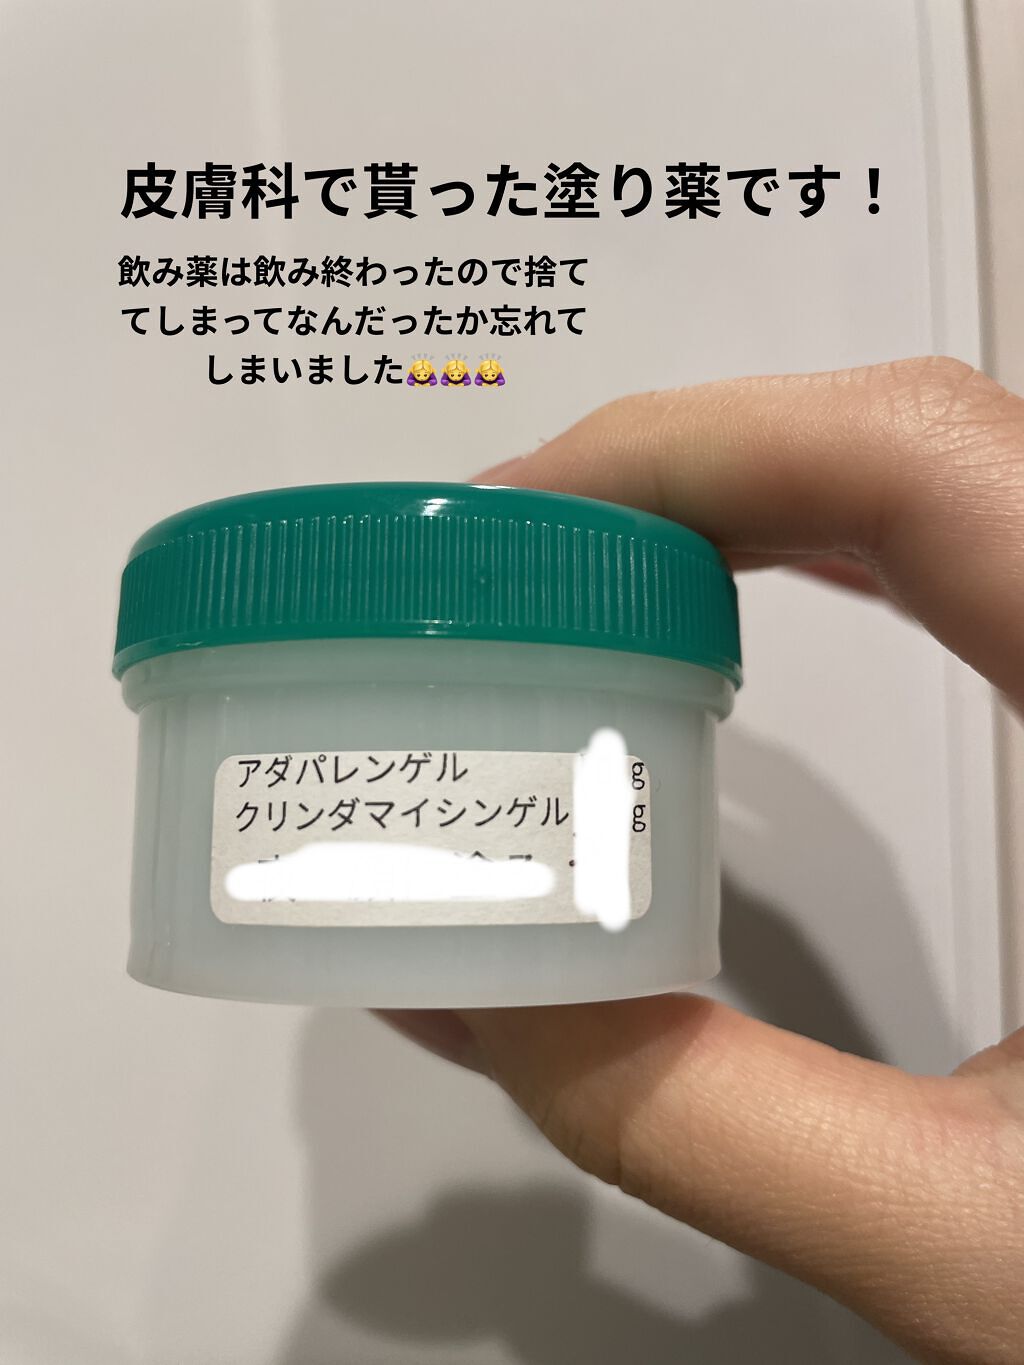 皮膚科で貰った塗り薬です！
飲み薬は飲み終わったので捨て
てしまってなんだったか忘れて
しまいました🙇‍♀️🙇‍♀️🙇‍♀️
アダパレンゲル g
クリンダマイシンゲル g